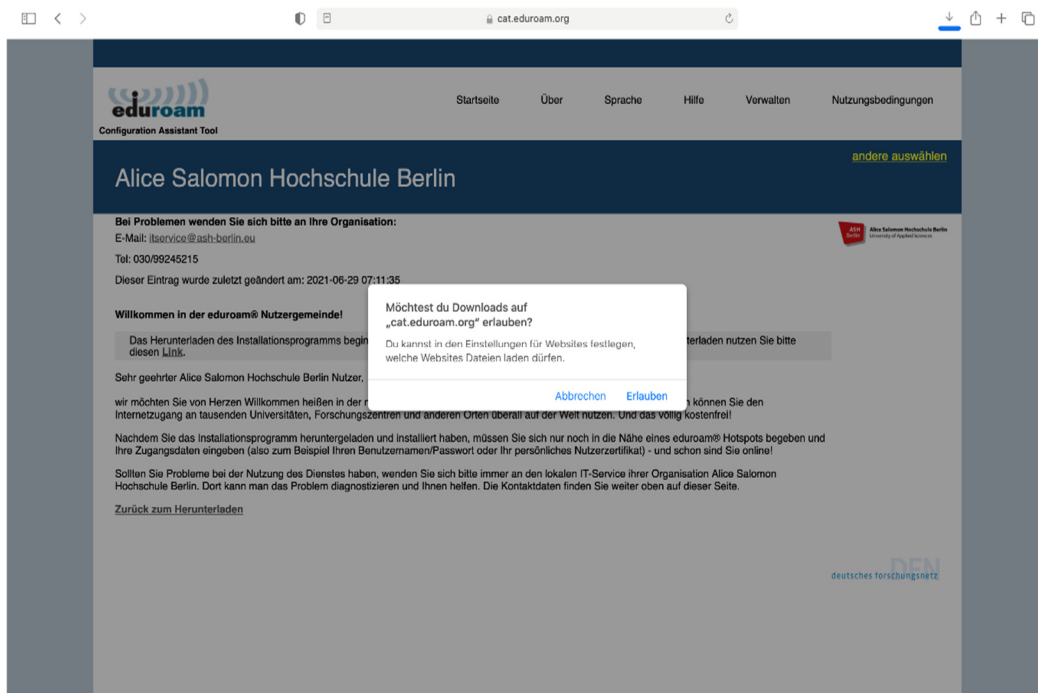 cat.eduroam.org
eduroam
Configuration Assistant Tool
Startseite Über Sprache Hilfe Verwalten Nutzungsbedingungen
andere auswählen
Alice Salomon Hochschule Berlin
Bei Problemen wenden Sie sich bitte an Ihre Organisation:
E-Mail: itservice@ash-berlin.eu
Tel: 030/99245215
Dieser Eintrag wurde zuletzt geändert am: 2021-06-29 07:11:35
ASH Berlin
Alice Salomon Hochschule Berlin
University of Applied Sciences
Willkommen in der eduroam® Nutzergemeinde!
Das Herunterladen des Installationsprogramms begin
terladen nutzen Sie bitte
diesen Link.
Möchtest du Downloads auf
„cat.eduroam.org“ erlauben?
Du kannst in den Einstellungen für Websites festlegen,
welche Websites Dateien laden dürfen.
Abbrechen Erlauben
Sehr geehrter Alice Salomon Hochschule Berlin Nutzer,
wir möchten Sie von Herzen Willkommen heißen in der
können Sie den
Internetzugang an tausenden Universitäten, Forschungszentren und anderen Orten überall auf der Welt nutzen. Und das völlig kostenfrei!
Nachdem Sie das Installationsprogramm heruntergeladen und installiert haben, müssen Sie sich nur noch in die Nähe eines eduroam® Hotspots begeben und
Ihre Zugangsdaten eingeben (also zum Beispiel Ihren Benutzernamen/Passwort oder Ihr persönliches Nutzerzertifikat) - und schon sind Sie online!
Sollten Sie Probleme bei der Nutzung des Dienstes haben, wenden Sie sich bitte immer an den lokalen IT-Service ihrer Organisation Alice Salomon
Hochschule Berlin. Dort kann man das Problem diagnostizieren und Ihnen helfen. Die Kontaktdaten finden Sie weiter oben auf dieser Seite.
Zurück zum Herunterladen
DFN
deutsches forschungsnetz